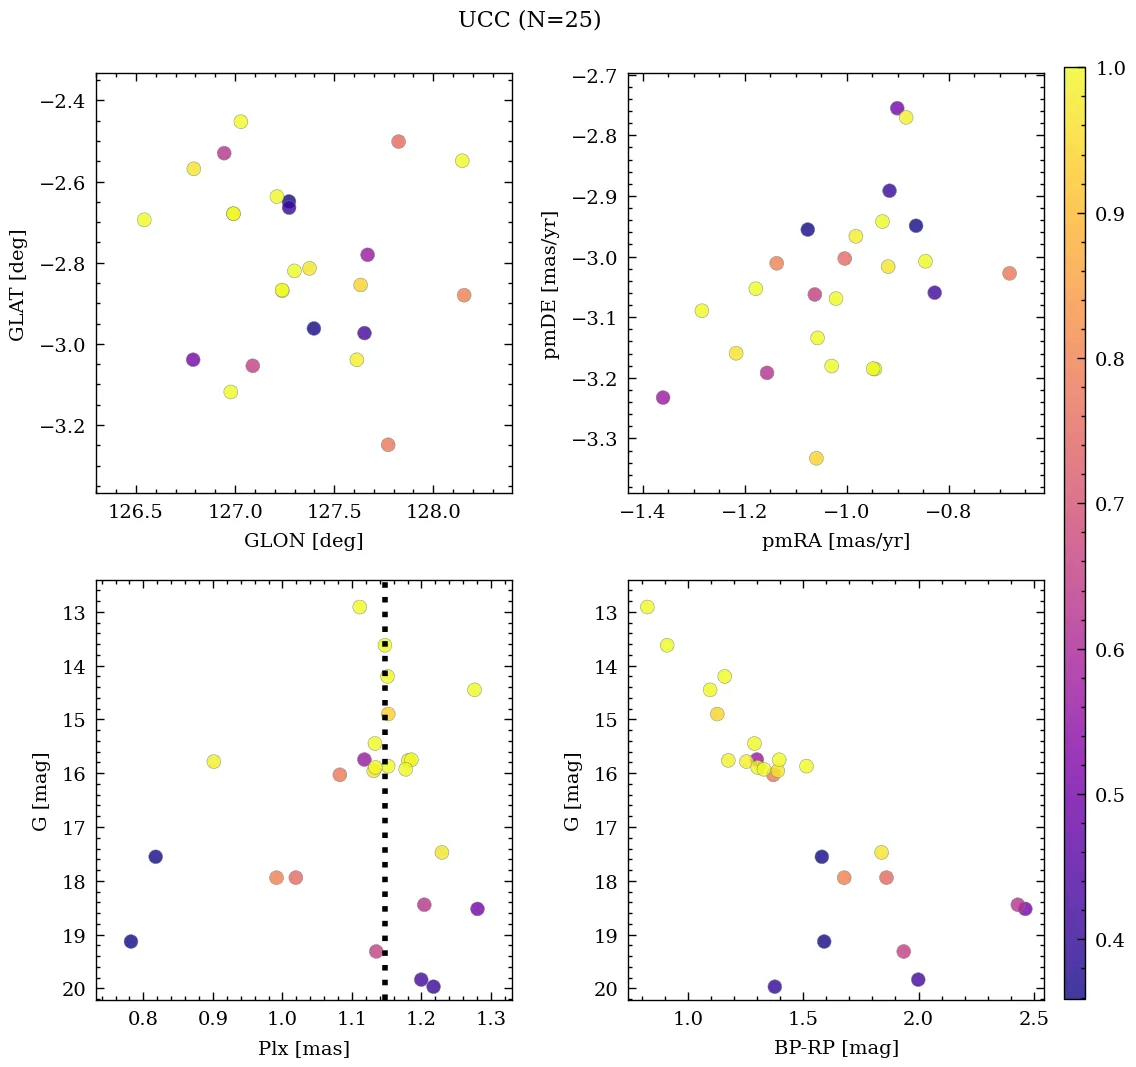 UCC (N=25)
−2.4
−2.6
−2.8
−3.0
−3.2
GLAT [deg]
126.5 127.0 127.5 128.0
GLON [deg]
−2.7
−2.8
−2.9
−3.0
−3.1
−3.2
−3.3
pmDE [mas/yr]
−1.4 −1.2 −1.0 −0.8
pmRA [mas/yr]
13
14
15
16
17
18
19
20
G [mag]
0.8 0.9 1.0 1.1 1.2 1.3
Plx [mas]
13
14
15
16
17
18
19
20
G [mag]
1.0 1.5 2.0 2.5
BP-RP [mag]
1.0
0.9
0.8
0.7
0.6
0.5
0.4